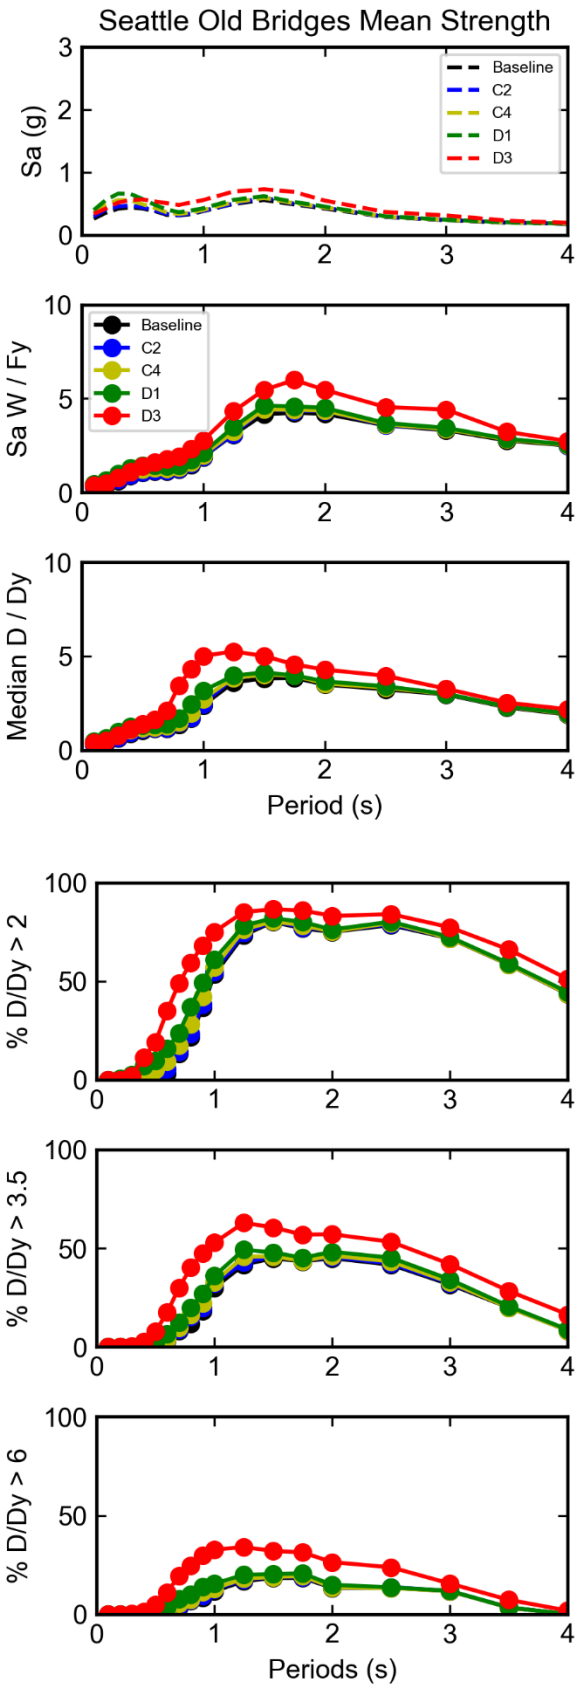 Seattle Old Bridges Mean Strength
3
2
1
0
Sa (g)
Baseline
C2
C4
D1
D3
0 1 2 3 4
10
5
0
Sa W / Fy
Baseline
C2
C4
D1
D3
0 1 2 3 4
10
5
0
Median D / Dy
0 1 2 3 4
Period (s)
100
50
0
% D/Dy > 2
0 1 2 3 4
100
50
0
% D/Dy > 3.5
0 1 2 3 4
100
50
0
% D/Dy > 6
0 1 2 3 4
Periods (s)